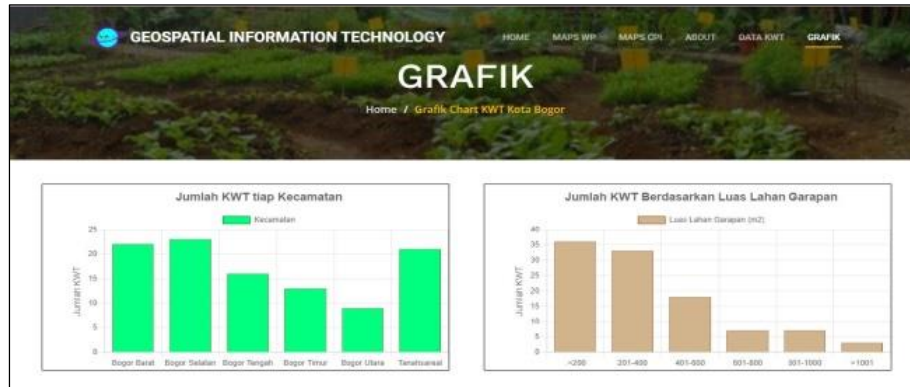 GEOSPATIAL INFORMATION TECHNOLOGY
HOME MAPS WP MAPS CPI ABOUT DATA KWT GRAFIK
GRAFIK
Home / Grafik Chart KWT Kota Bogor
Jumlah KWT tiap Kecamatan
Kecamatan
Jumlah KWT
25
20
15
10
5
0
Bogor Barat Bogor Selatan Bogor Tengah Bogor Timur Bogor Utara Tanahsareal
Jumlah KWT Berdasarkan Luas Lahan Garapan
Luas Lahan Garapan (m2)
Jumlah KWT
40
35
30
25
20
15
10
5
0
<200 201-400 401-600 601-800 801-1000 >1001